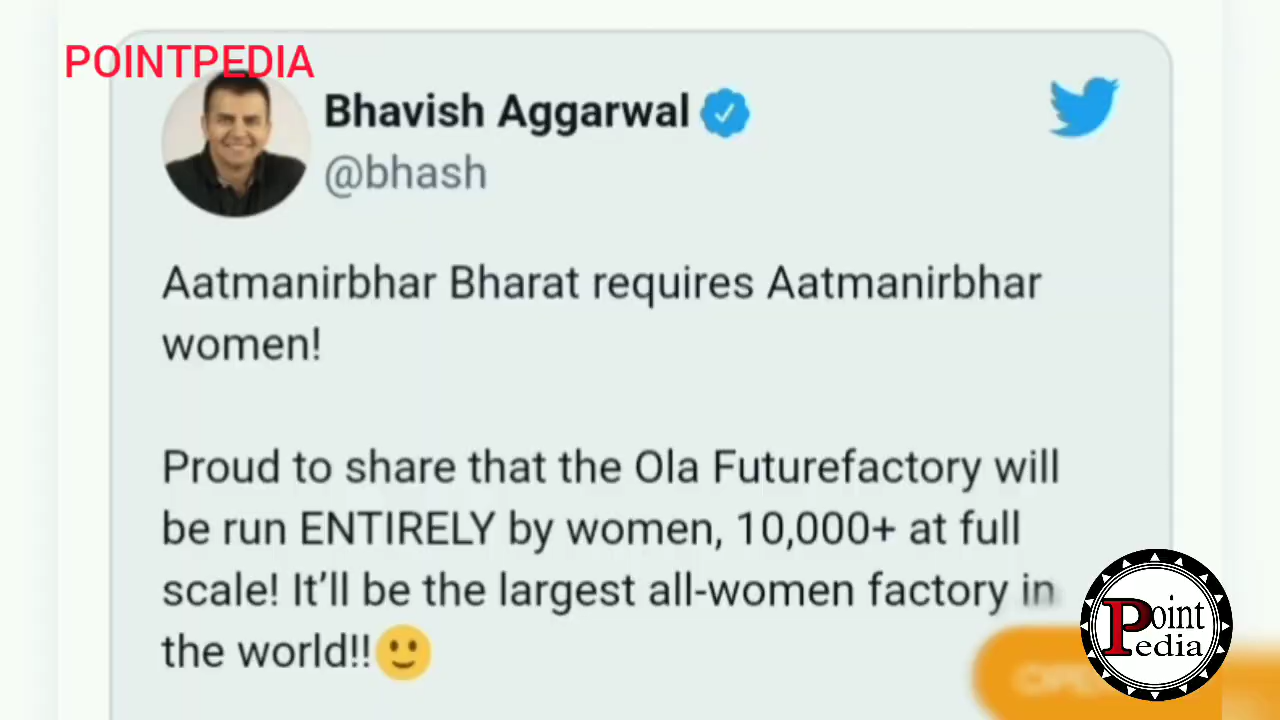 POINTPEDIA
Bhavish Aggarwal
@bhash
Aatmanirbhar Bharat requires Aatmanirbhar
women!
Proud to share that the Ola Futurefactory will
be run ENTIRELY by women, 10,000+ at full
scale! It’ll be the largest all-women factory in
the world!!🙂
Point
Pedia